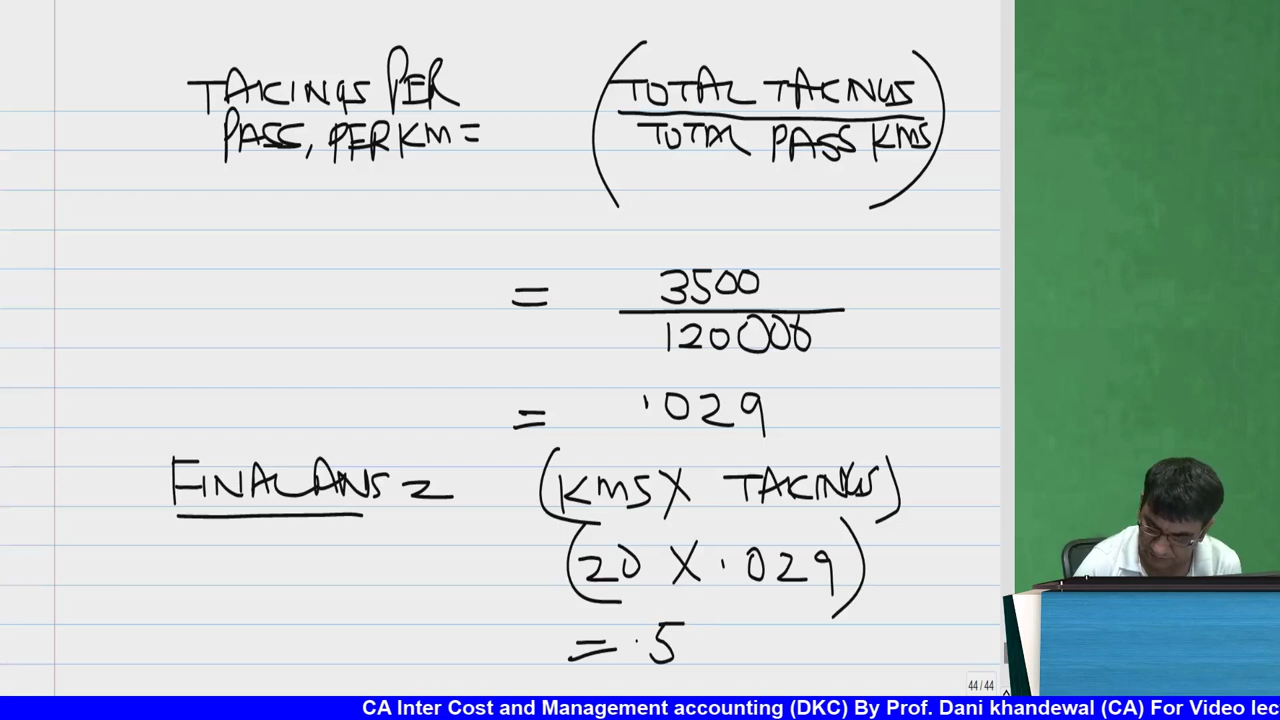 TAKINGS PER
PASS, PER KM =
TOTAL TAKINGS
TOTAL PASS KMS
= 3500
120000
= .029
FINAL ANS = (KMS X TAKINGS)
(20 X .029)
= .5
44/44
CA Inter Cost and Management accounting (DKC) By Prof. Dani khandewal (CA) For Video lec